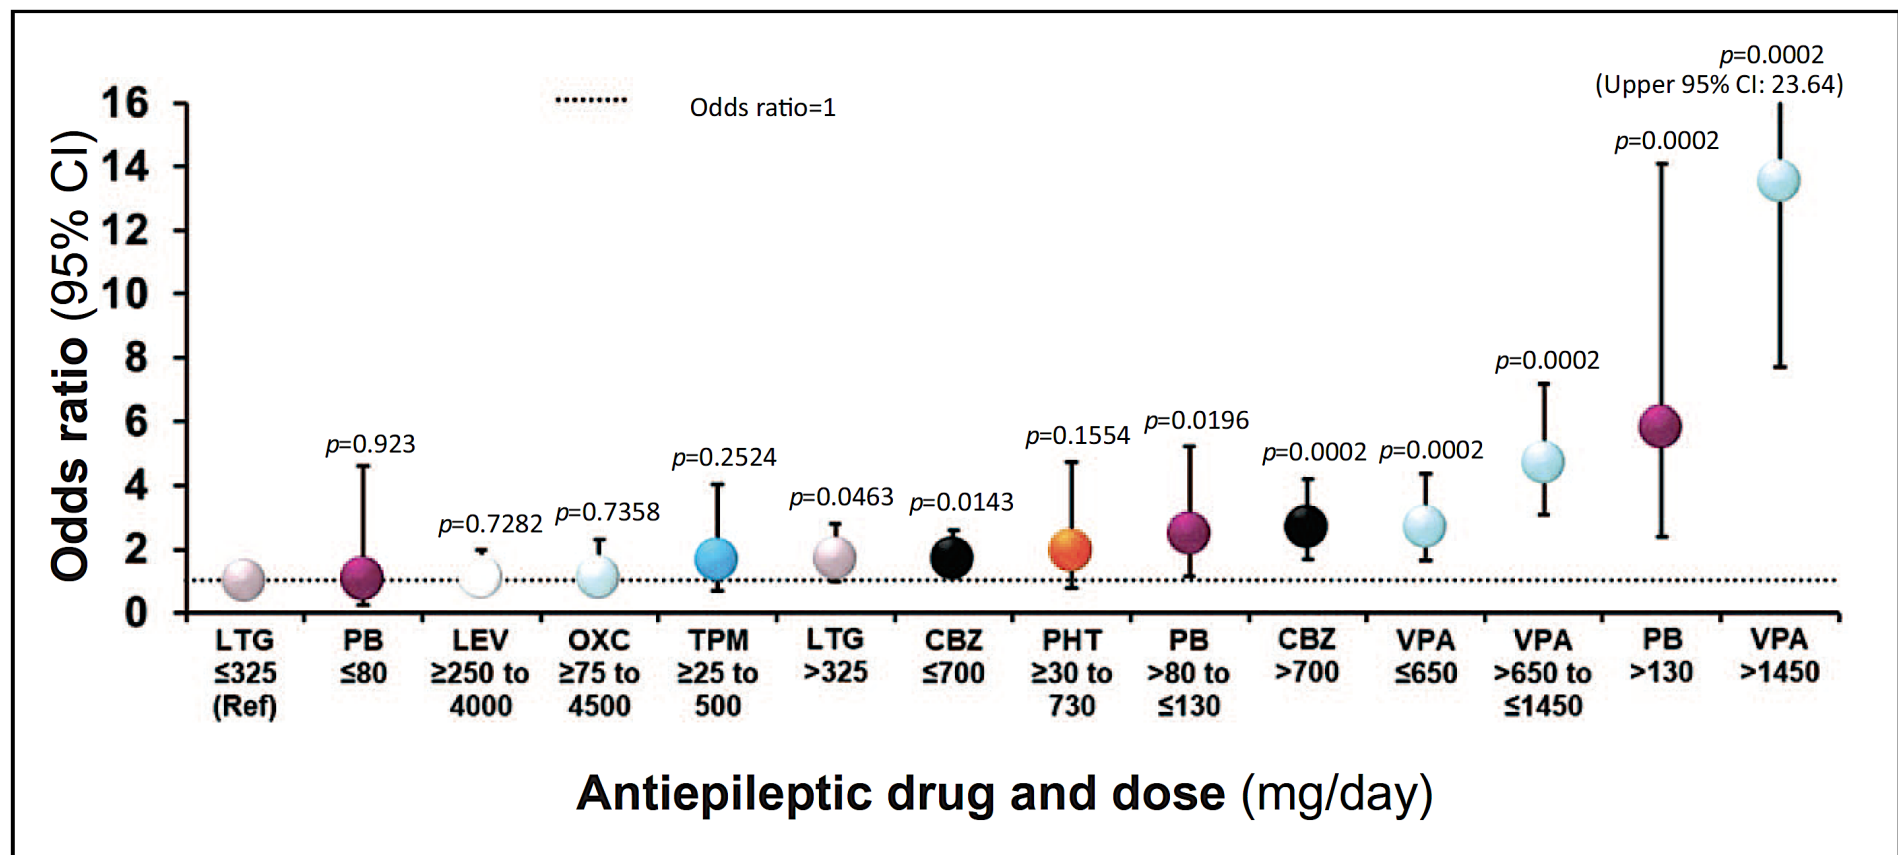 p=0.0002
(Upper 95% CI: 23.64)
Odds ratio=1
p=0.0002
p=0.0002
p=0.923
p=0.7282
p=0.7358
p=0.2524
p=0.0463
p=0.0143
p=0.1554
p=0.0196
p=0.0002
p=0.0002
Odds ratio (95% CI)
16
14
12
10
8
6
4
2
0
LTG
≤325
(Ref)
PB
≤80
LEV
≥250 to
4000
OXC
≥75 to
4500
TPM
≥25 to
500
LTG
>325
CBZ
≤700
PHT
≥30 to
730
PB
>80 to
≤130
CBZ
>700
VPA
≤650
VPA
>650 to
≤1450
PB
>130
VPA
>1450
Antiepileptic drug and dose (mg/day)